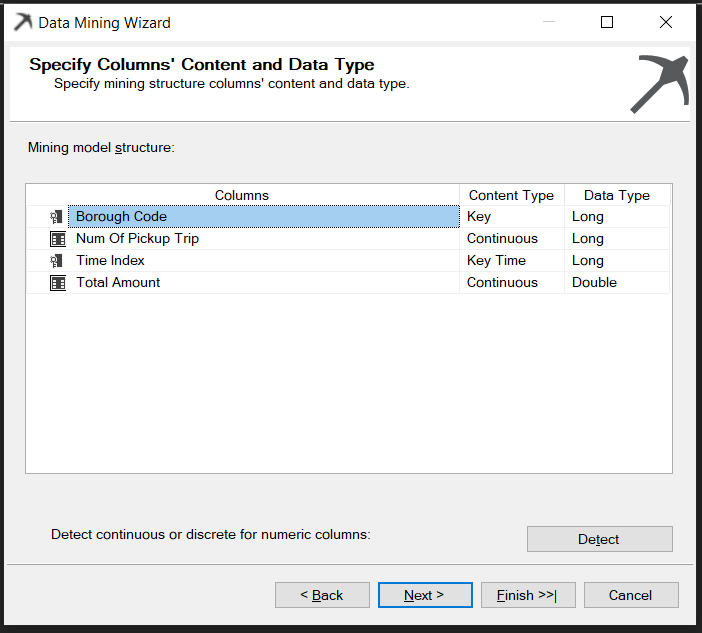 Data Mining Wizard
Specify Columns' Content and Data Type
Specify mining structure columns' content and data type.
Mining model structure:
Columns Content Type Data Type
Borough Code Key Long
Num Of Pickup Trip Continuous Long
Time Index Key Time Long
Total Amount Continuous Double
Detect continuous or discrete for numeric columns:
Detect
< Back Next > Finish >>| Cancel